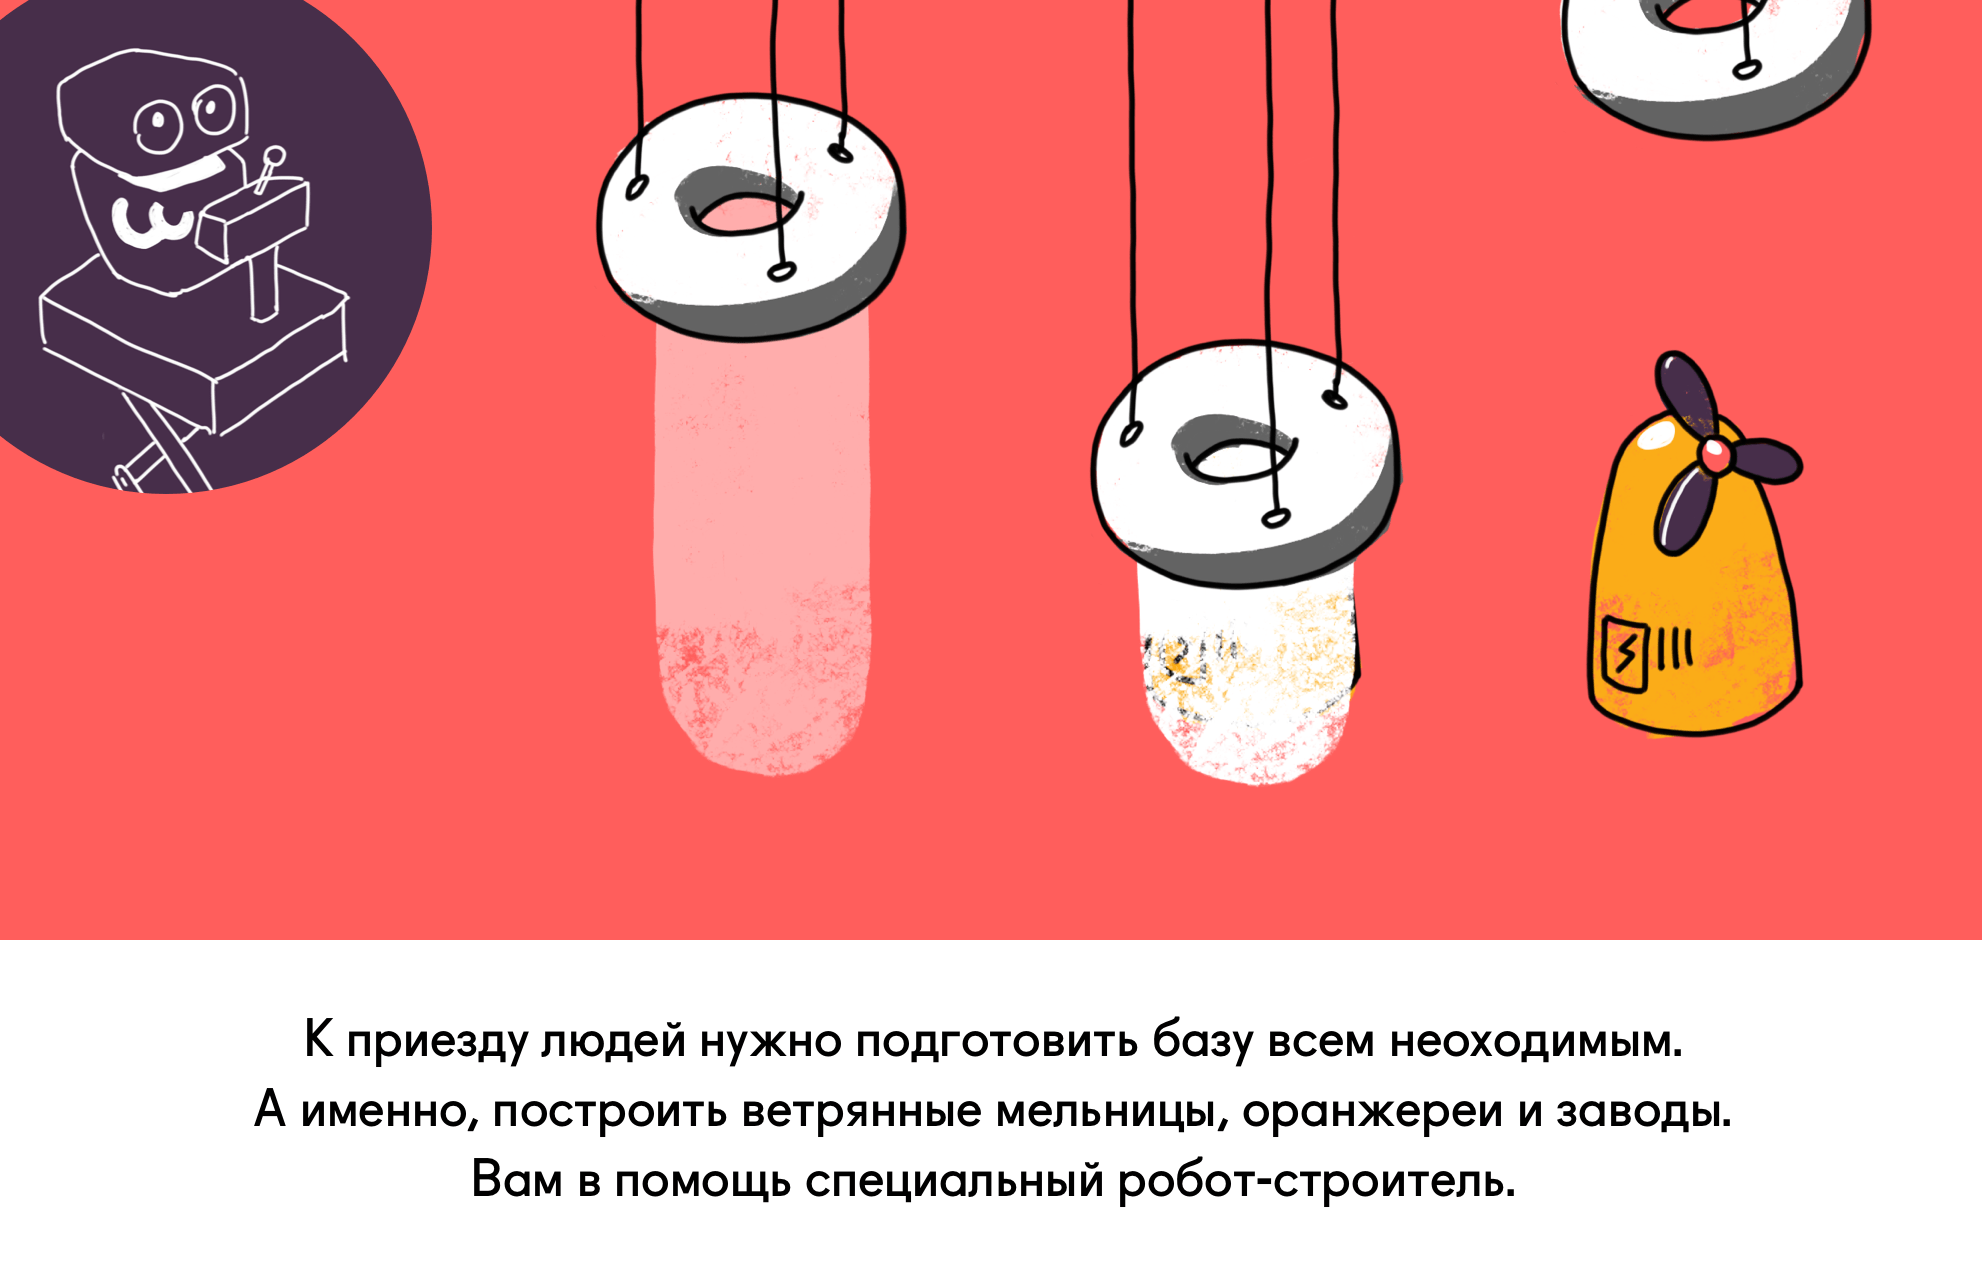 К приезду людей нужно подготовить базу всем неоходимым.
А именно, построить ветрянные мельницы, оранжереи и заводы.
Вам в помощь специальный робот-строитель.